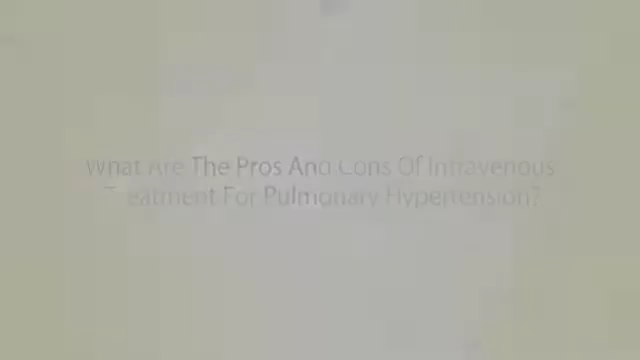 What Are The Pros And Cons Of Intravenous
Treatment For Pulmonary Hypertension?